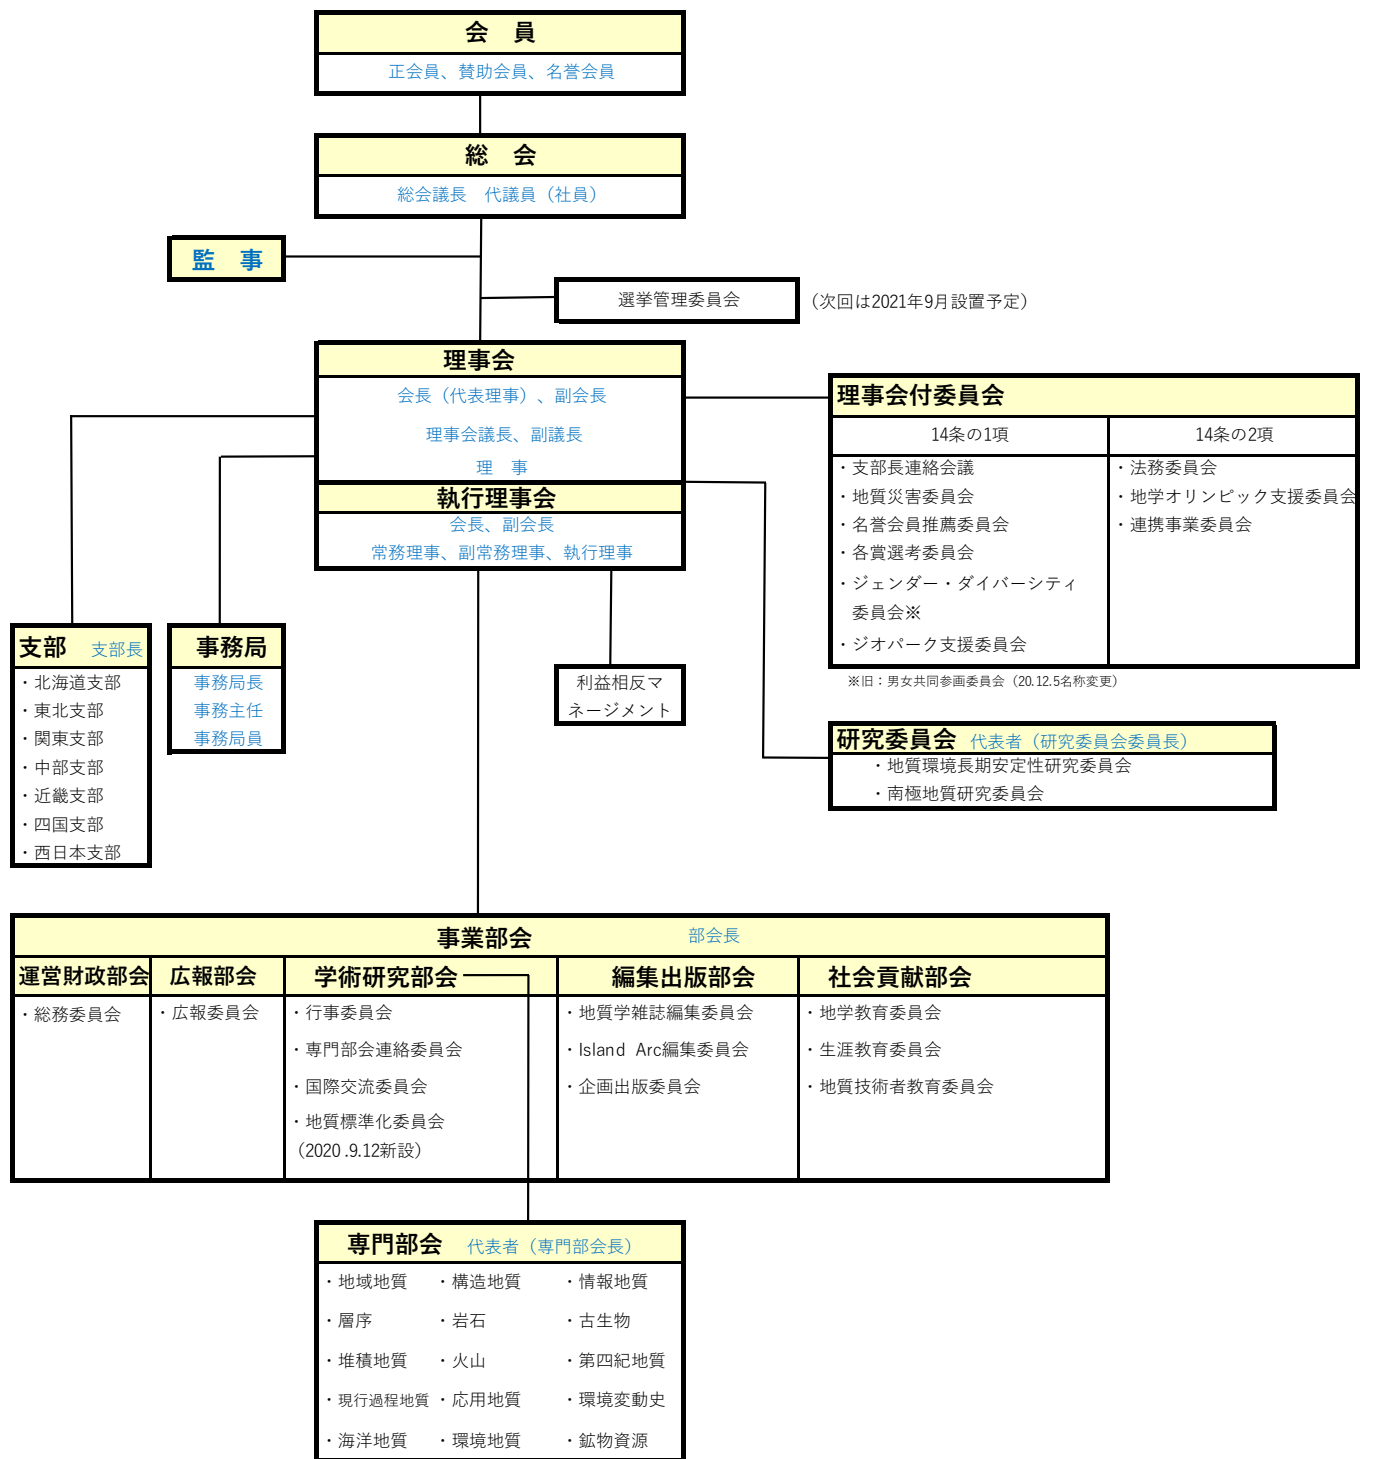 会　員
正会員、賛助会員、名誉会員
総　会
総会議長　代議員（社員）
監　事
選挙管理委員会
（次回は2021年9月設置予定）
理事会
会長（代表理事）、副会長
理事会議長、副議長
理　事
執行理事会
会長、副会長
常務理事、副常務理事、執行理事
理事会付委員会
14条の1項
・支部長連絡会議
・地質災害委員会
・名誉会員推薦委員会
・各賞選考委員会
・ジェンダー・ダイバーシティ
委員会※
・ジオパーク支援委員会
14条の2項
・法務委員会
・地学オリンピック支援委員会
・連携事業委員会
※旧：男女共同参画委員会（20.12.5名称変更）
支部　支部長
・北海道支部
・東北支部
・関東支部
・中部支部
・近畿支部
・四国支部
・西日本支部
事務局
事務局長
事務主任
事務局員
利益相反マ
ネージメント
研究委員会　代表者（研究委員会委員長）
・地質環境長期安定性研究委員会
・南極地質研究委員会
事業部会　部会長
運営財政部会
・総務委員会
広報部会
・広報委員会
学術研究部会
・行事委員会
・専門部会連絡委員会
・国際交流委員会
・地質標準化委員会
（2020 .9.12新設）
編集出版部会
・地質学雑誌編集委員会
・Island Arc編集委員会
・企画出版委員会
社会貢献部会
・地学教育委員会
・生涯教育委員会
・地質技術者教育委員会
専門部会　代表者（専門部会長）
・地域地質　・構造地質　・情報地質
・層序　・岩石　・古生物
・堆積地質　・火山　・第四紀地質
・現行過程地質　・応用地質　・環境変動史
・海洋地質　・環境地質　・鉱物資源